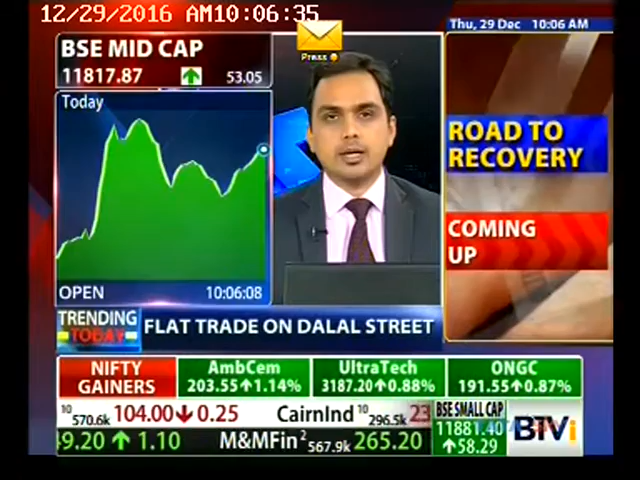 12/29/2016 AM10:06:35
Thu, 29 Dec 10:06 AM
BSE MID CAP
11817.87 53.05
Press
Today
OPEN 10:06:08
ROAD TO
RECOVERY
COMING
UP
TRENDING
TODAY
FLAT TRADE ON DALAL STREET
NIFTY
GAINERS
AmbCem
203.55↑1.14%
UltraTech
3187.20↑0.88%
ONGC
191.55↑0.87%
10 570.6k 104.00↓0.25 CairnInd 10 296.5k 23
9.20↑1.10 M&MFin 2 567.9k 265.20
BSE SMALL CAP
11881.40
↑58.29
BTVi